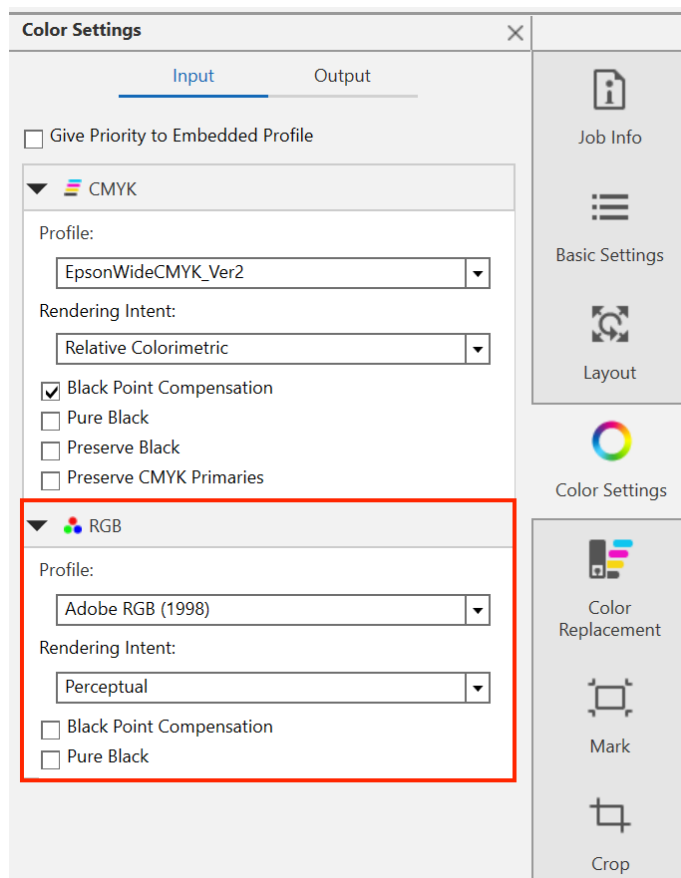 Color Settings
Input Output
Give Priority to Embedded Profile
CMYK
Profile:
EpsonWideCMYK_Ver2
Rendering Intent:
Relative Colorimetric
Black Point Compensation
Pure Black
Preserve Black
Preserve CMYK Primaries
RGB
Profile:
Adobe RGB (1998)
Rendering Intent:
Perceptual
Black Point Compensation
Pure Black
Job Info
Basic Settings
Layout
Color Settings
Color
Replacement
Mark
Crop